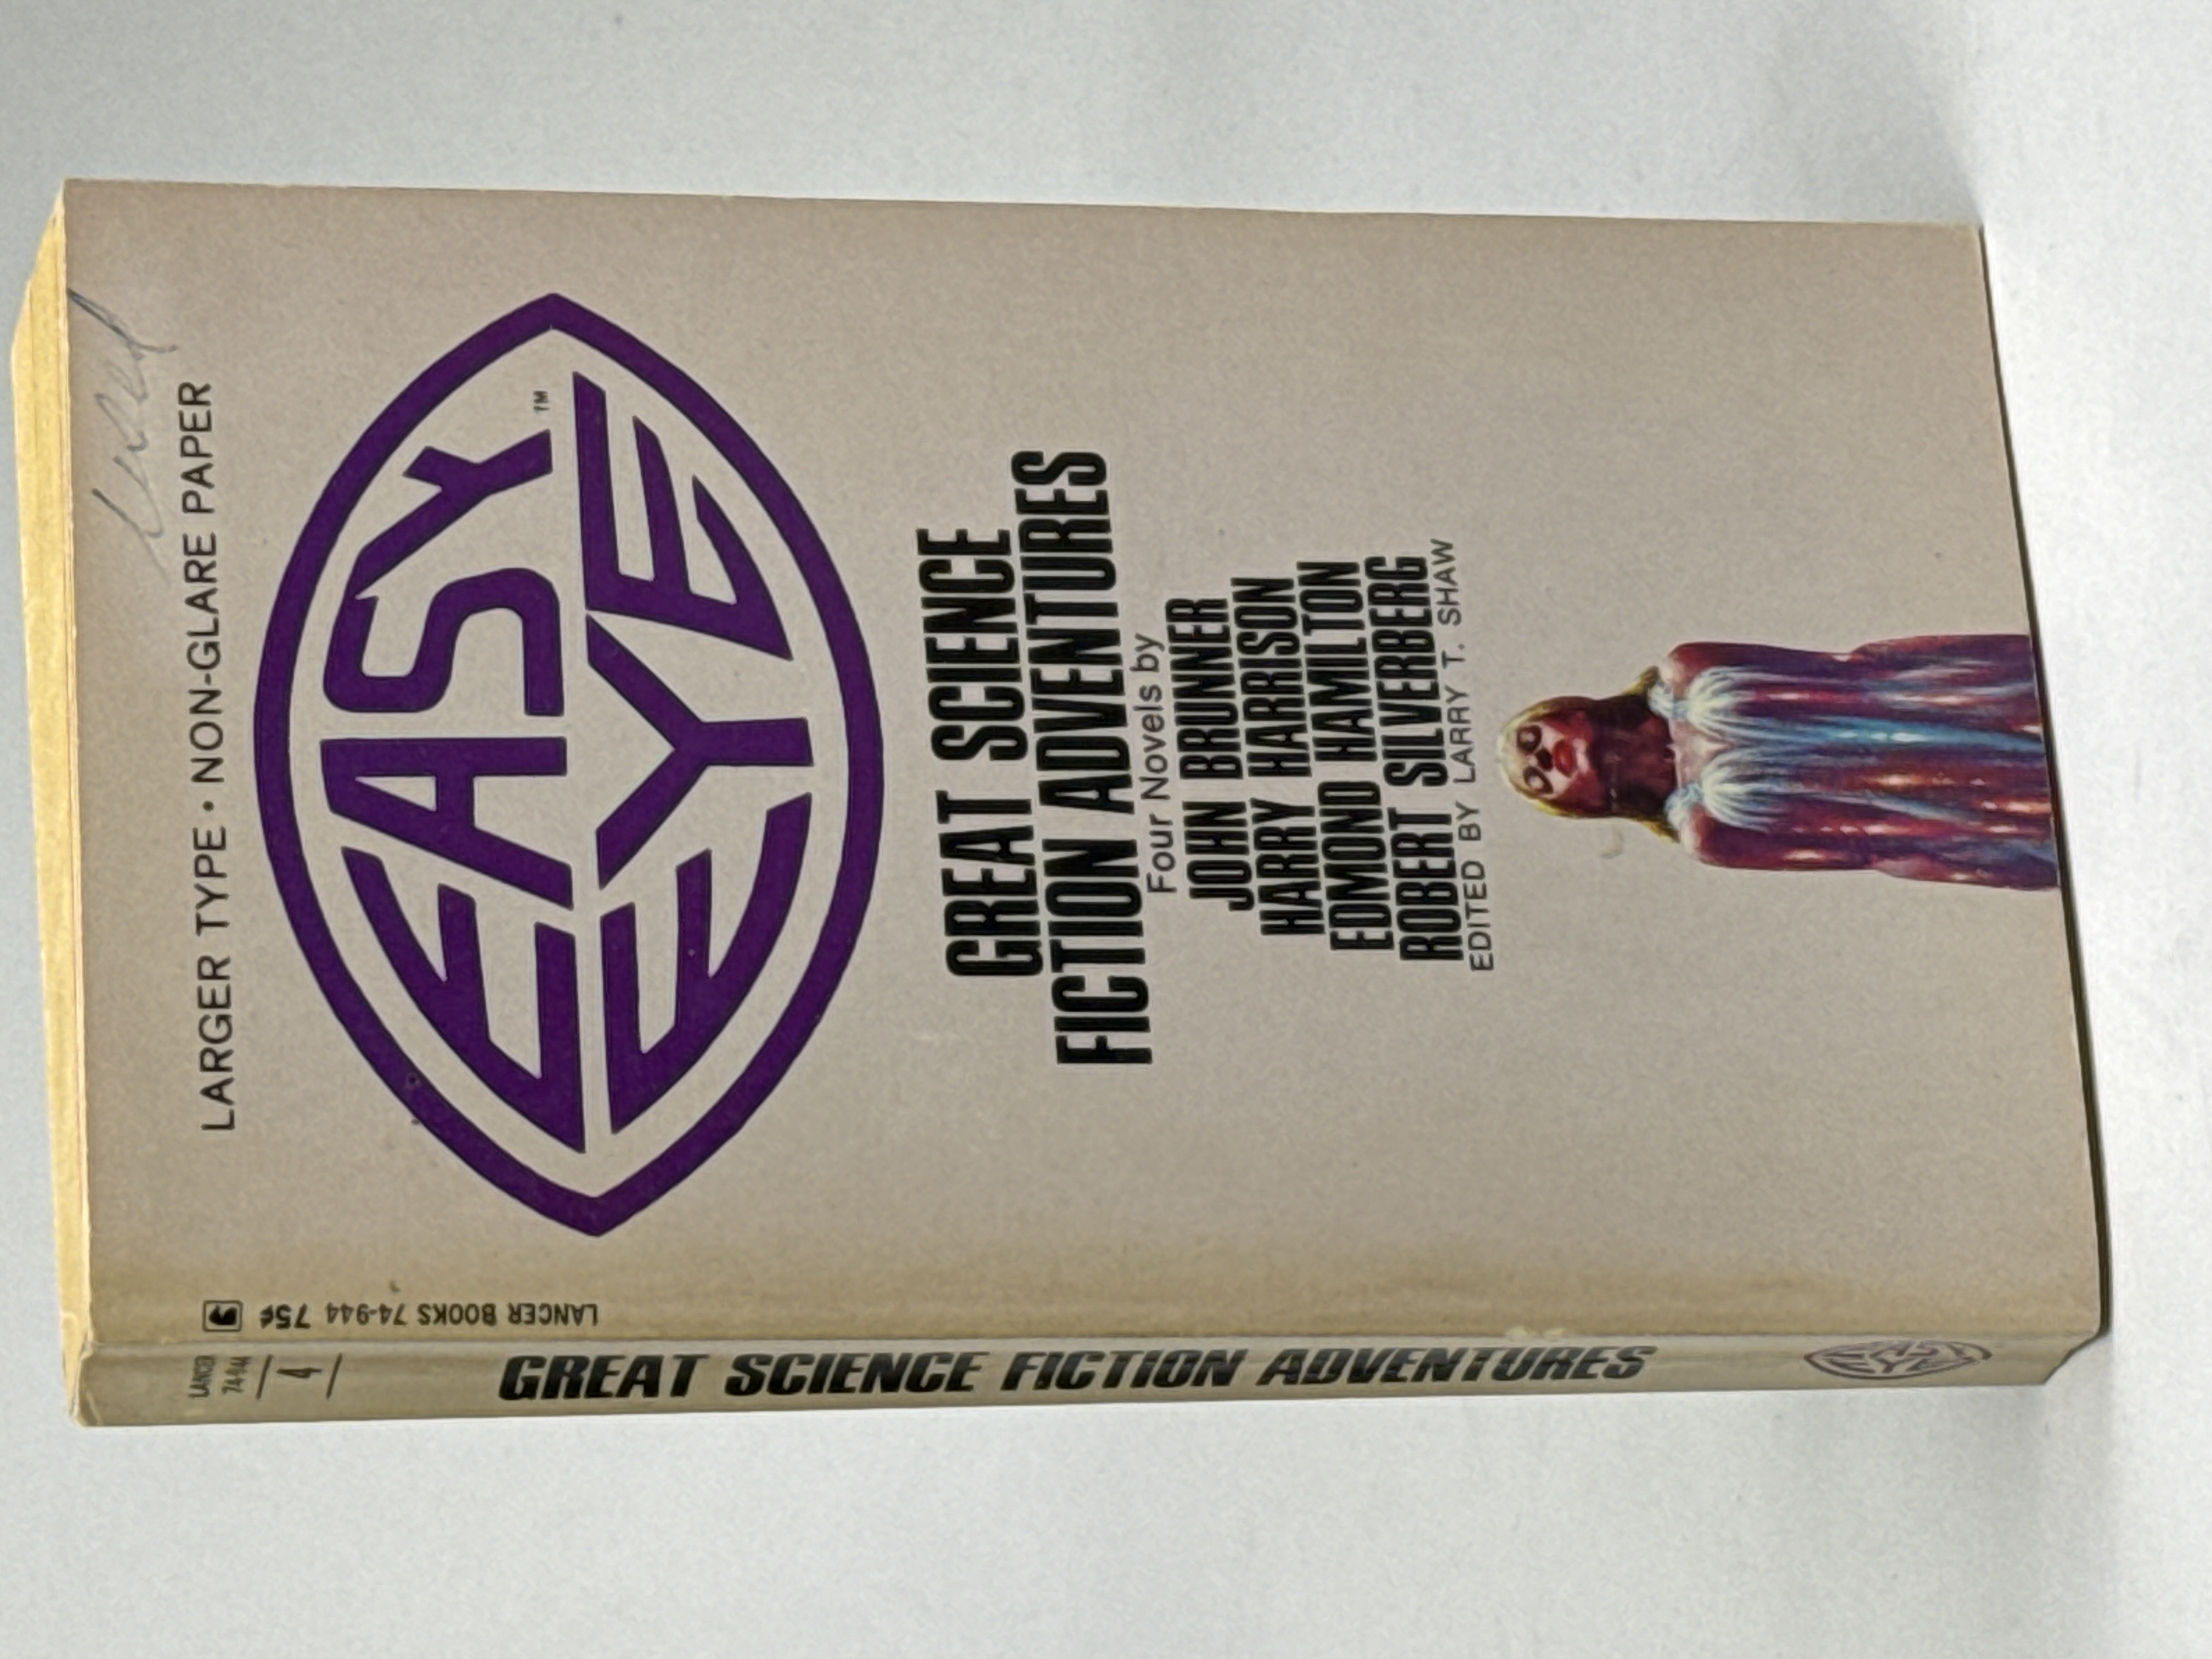 LARGER TYPE • NON-GLARE PAPER
EASY
EYE
™
GREAT SCIENCE
FICTION ADVENTURES
Four Novels by
JOHN BRUNNER
HARRY HARRISON
EDMOND HAMILTON
ROBERT SILVERBERG
EDITED BY LARRY T. SHAW
LANCER BOOKS 74-944 75¢
LANCER
74-944
GREAT SCIENCE FICTION ADVENTURES
EASY
EYE